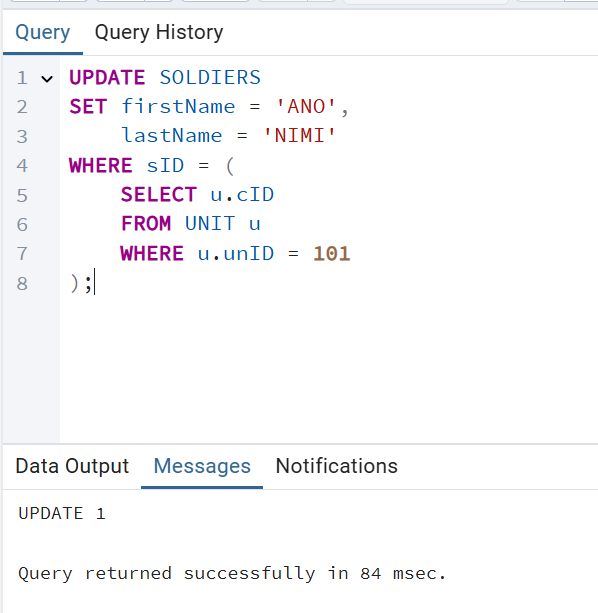 Query Query History
1 UPDATE SOLDIERS
2 SET firstName = 'ANO',
3 lastName = 'NIMI'
4 WHERE sID = (
5 SELECT u.cID
6 FROM UNIT u
7 WHERE u.unID = 101
8 );
Data Output Messages Notifications
UPDATE 1
Query returned successfully in 84 msec.